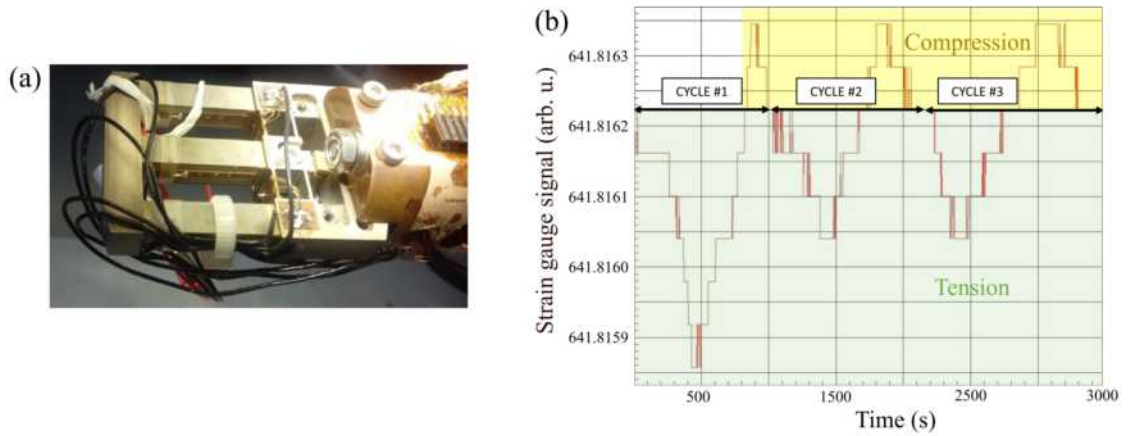 (a)
(b)
Strain gauge signal (arb. u.)
641.8163
641.8162
641.8161
641.8160
641.8159
Compression
CYCLE #1
CYCLE #2
CYCLE #3
Tension
500
1500
2500
3000
Time (s)